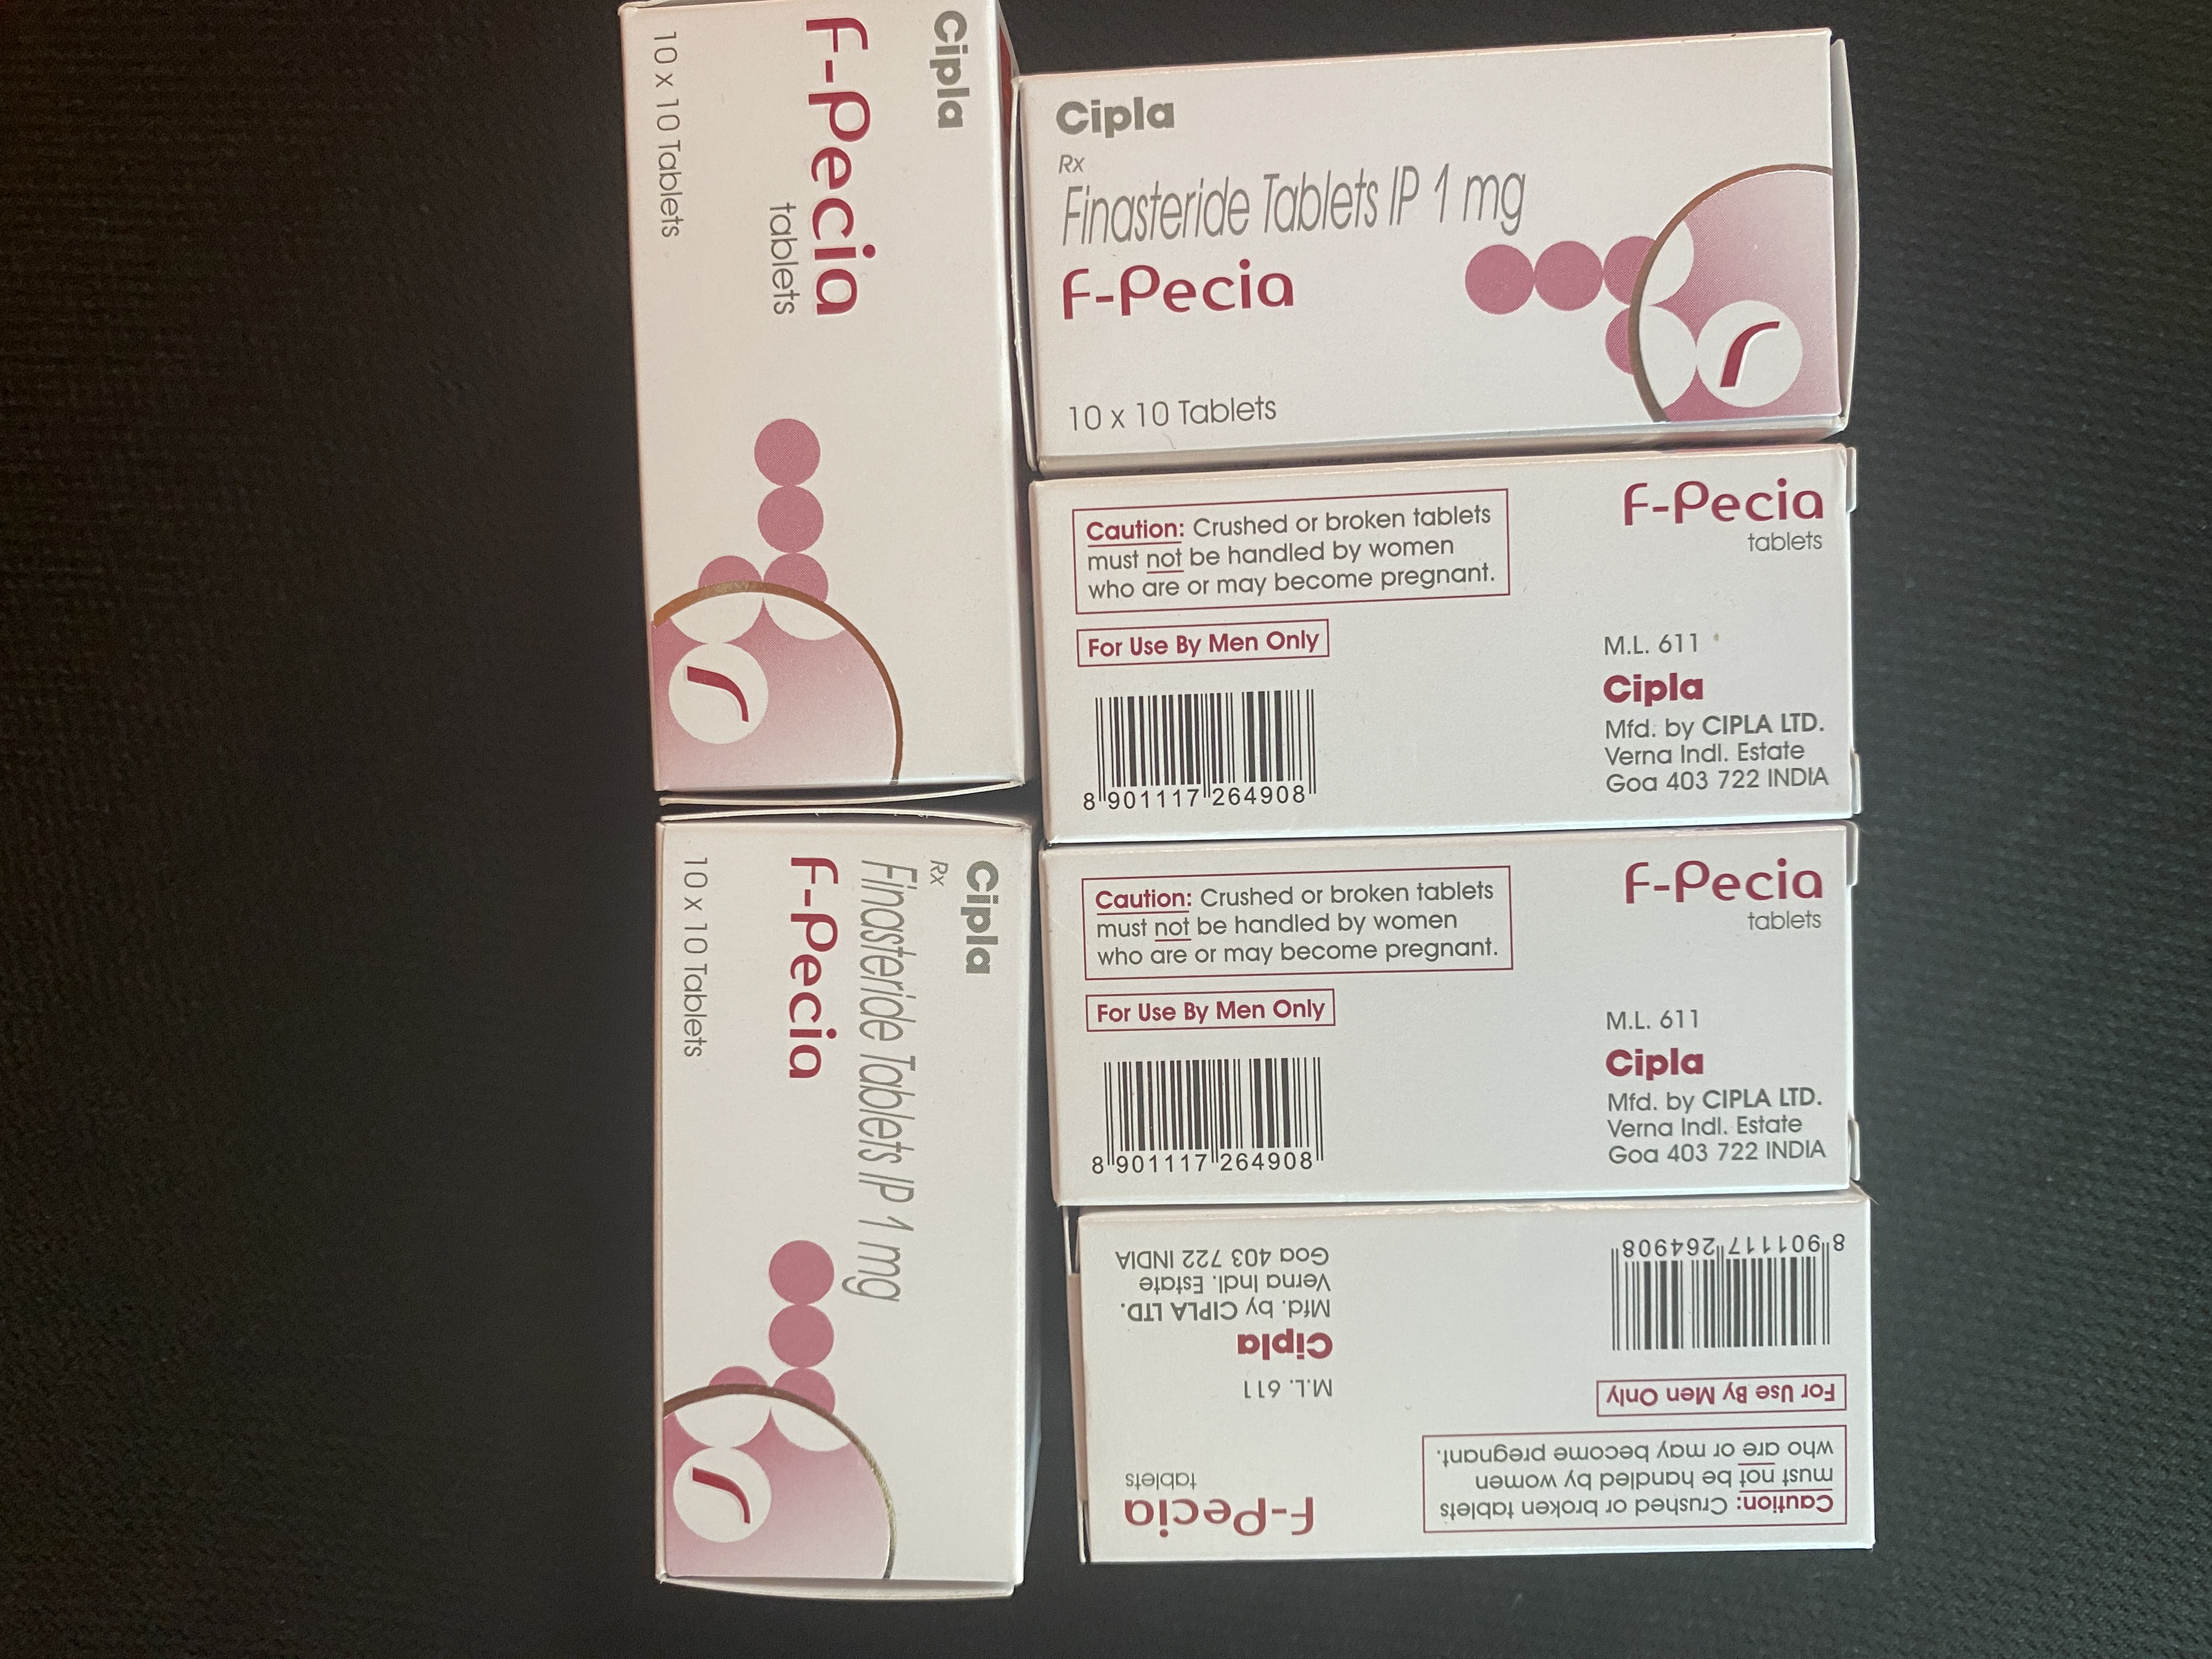 Cipla
F-Pecia
tablets
10 x 10 Tablets
Cipla
Rx
Finasteride Tablets IP 1 mg
F-Pecia
10 x 10 Tablets
Caution: Crushed or broken tablets
must not be handled by women
who are or may become pregnant.
For Use By Men Only
8 901117 264908
F-Pecia
tablets
M.L. 611
Cipla
Mfd. by CIPLA LTD.
Verna Indl. Estate
Goa 403 722 INDIA
Cipla
Rx
Finasteride Tablets IP 1 mg
F-Pecia
10 x 10 Tablets
Caution: Crushed or broken tablets
must not be handled by women
who are or may become pregnant.
For Use By Men Only
8 901117 264908
F-Pecia
tablets
M.L. 611
Cipla
Mfd. by CIPLA LTD.
Verna Indl. Estate
Goa 403 722 INDIA
F-Pecia
tablets
M.L. 611
Cipla
Mfd. by CIPLA LTD.
Verna Indl. Estate
Goa 403 722 INDIA
Caution: Crushed or broken tablets
must not be handled by women
who are or may become pregnant.
For Use By Men Only
8 901117 264908